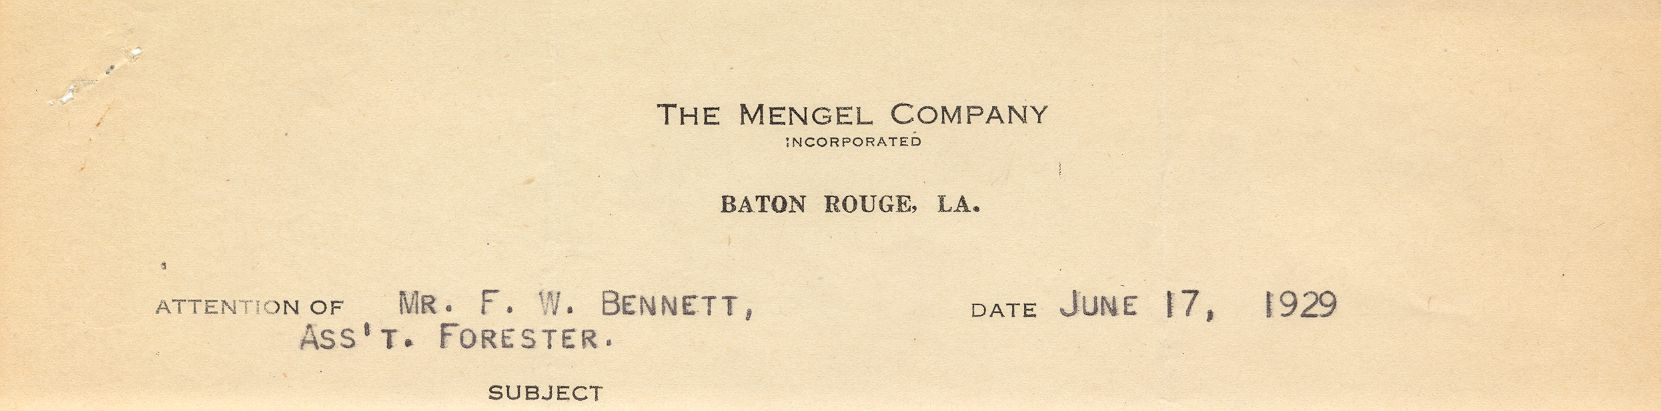 THE MENGEL COMPANY
INCORPORATED
BATON ROUGE, LA.
ATTENTION OF MR. F. W. BENNETT, DATE JUNE 17, 1929
ASS'T. FORESTER.
SUBJECT